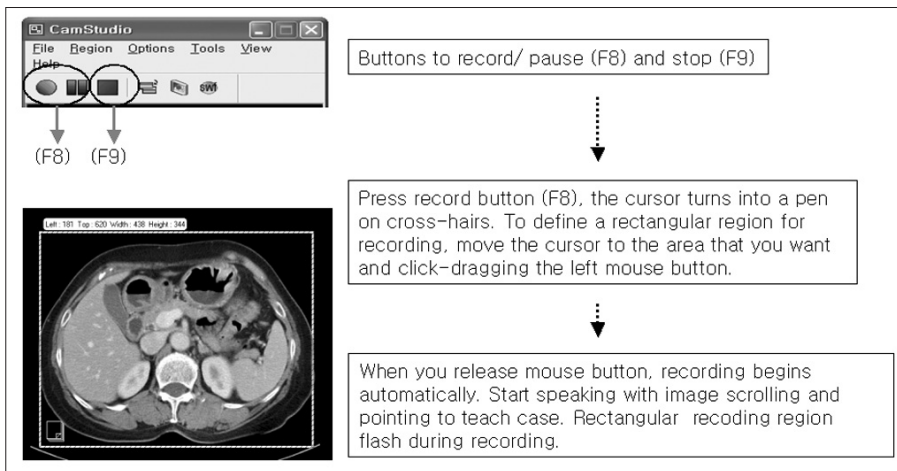 CamStudio
File Region Options Tools View
Help
(F8) (F9)
Buttons to record/ pause (F8) and stop (F9)
Press record button (F8), the cursor turns into a pen
on cross-hairs. To define a rectangular region for
recording, move the cursor to the area that you want
and click-dragging the left mouse button.
Left : 181 Top : 620 Width : 438 Height : 344
When you release mouse button, recording begins
automatically. Start speaking with image scrolling and
pointing to teach case. Rectangular recoding region
flash during recording.